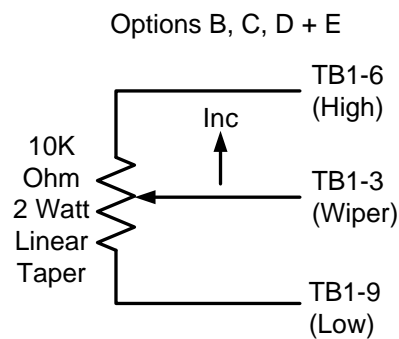 Options B, C, D + E
TB1-6
(High)
Inc
10K
Ohm
2 Watt
Linear
Taper
TB1-3
(Wiper)
TB1-9
(Low)